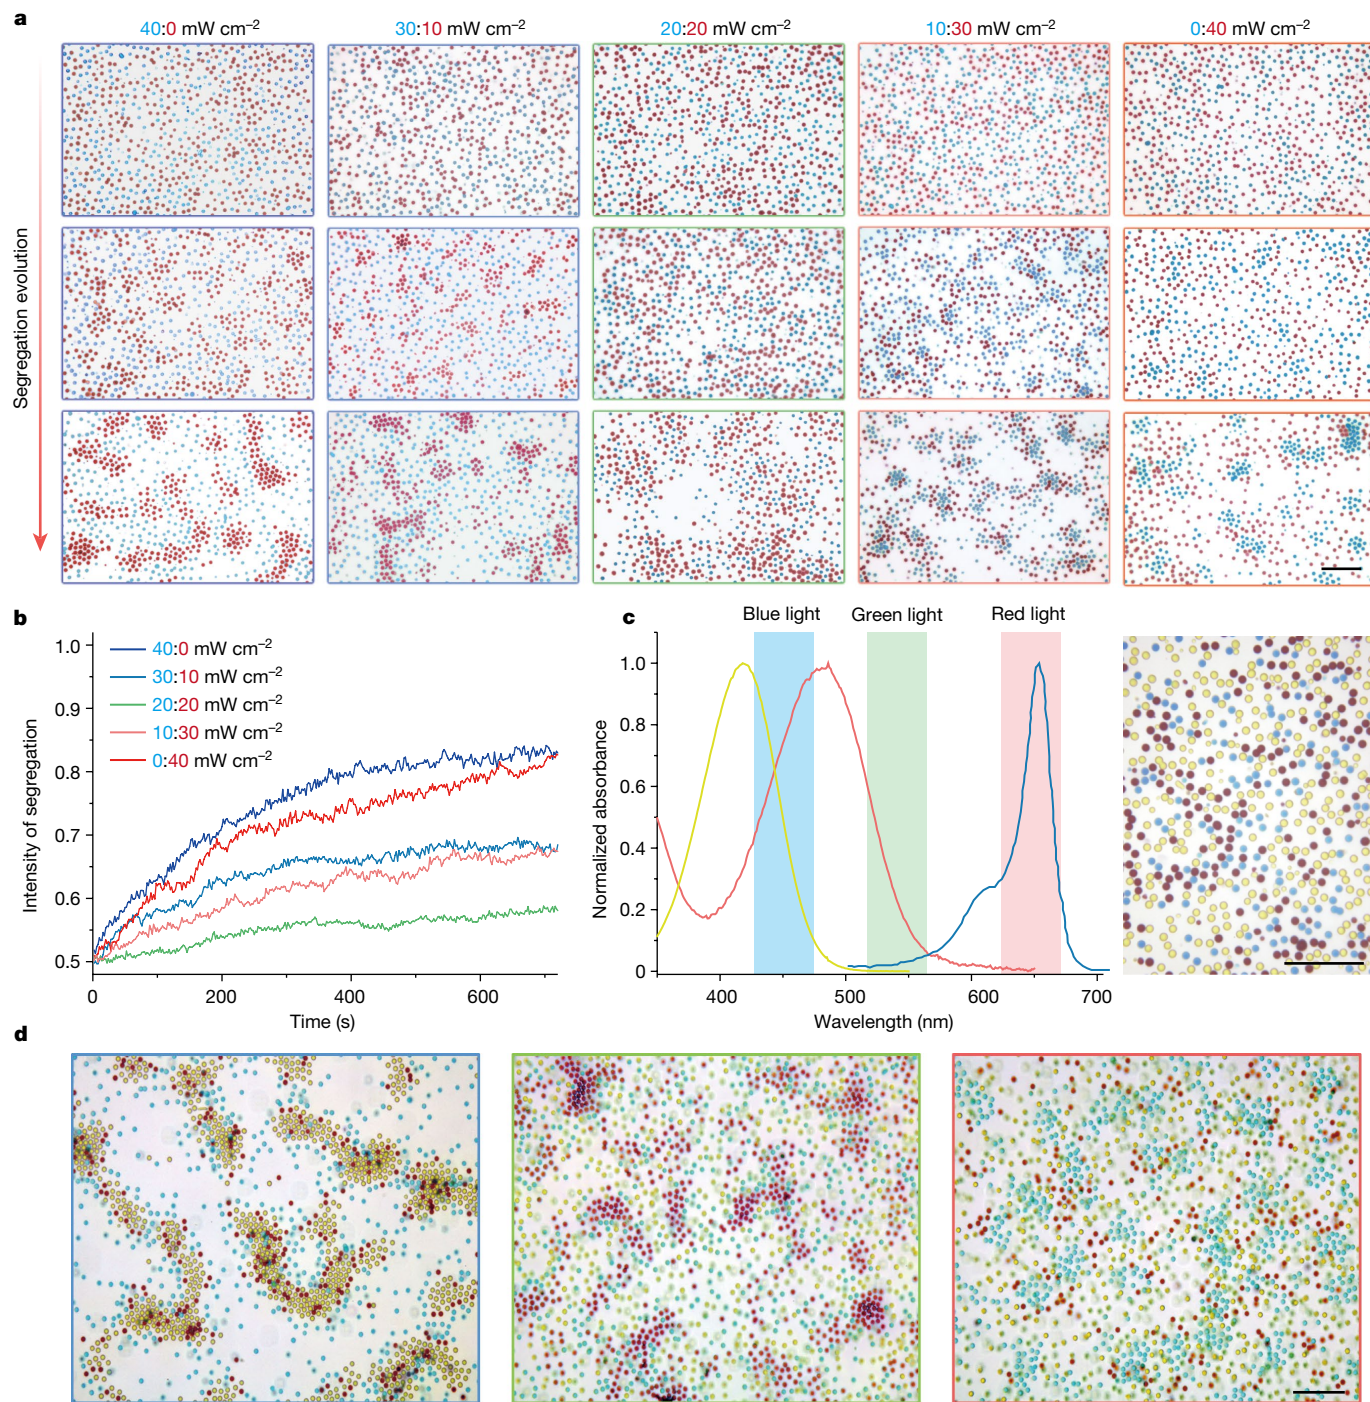 a
40:0 mW cm⁻²
30:10 mW cm⁻²
20:20 mW cm⁻²
10:30 mW cm⁻²
0:40 mW cm⁻²
Segregation evolution
b
1.0
0.9
0.8
0.7
0.6
0.5
Intensity of segregation
40:0 mW cm⁻²
30:10 mW cm⁻²
20:20 mW cm⁻²
10:30 mW cm⁻²
0:40 mW cm⁻²
0
200
400
600
Time (s)
c
Blue light
Green light
Red light
1.0
0.8
0.6
0.4
0.2
0
Normalized absorbance
400
500
600
700
Wavelength (nm)
d